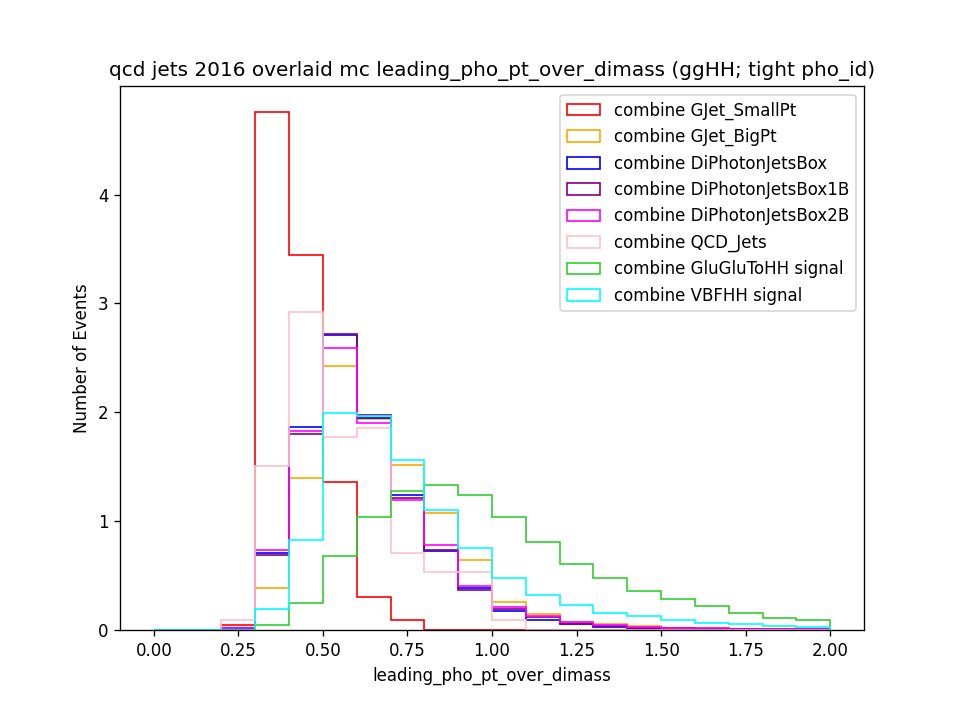 qcd jets 2016 overlaid mc leading_pho_pt_over_dimass (ggHH; tight pho_id)
combine GJet_SmallPt
combine GJet_BigPt
combine DiPhotonJetsBox
combine DiPhotonJetsBox1B
combine DiPhotonJetsBox2B
combine QCD_Jets
combine GluGluToHH signal
combine VBFHH signal
Number of Events
4
3
2
1
0
0.00 0.25 0.50 0.75 1.00 1.25 1.50 1.75 2.00
leading_pho_pt_over_dimass